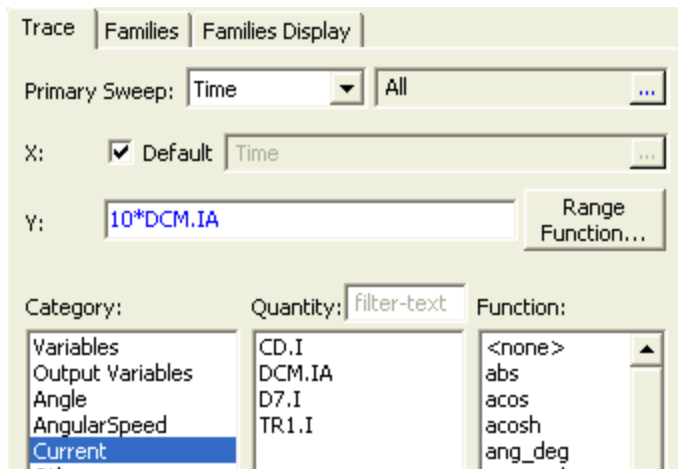 Trace Families Families Display
Primary Sweep: Time All ...
X: Default Time ...
Y: 10*DCM.IA Range Function...
Category: Quantity: filter-text Function:
Variables CD.I <none>
Output Variables DCM.IA abs
Angle D7.I acos
AngularSpeed TR1.I acosh
Current ang_deg